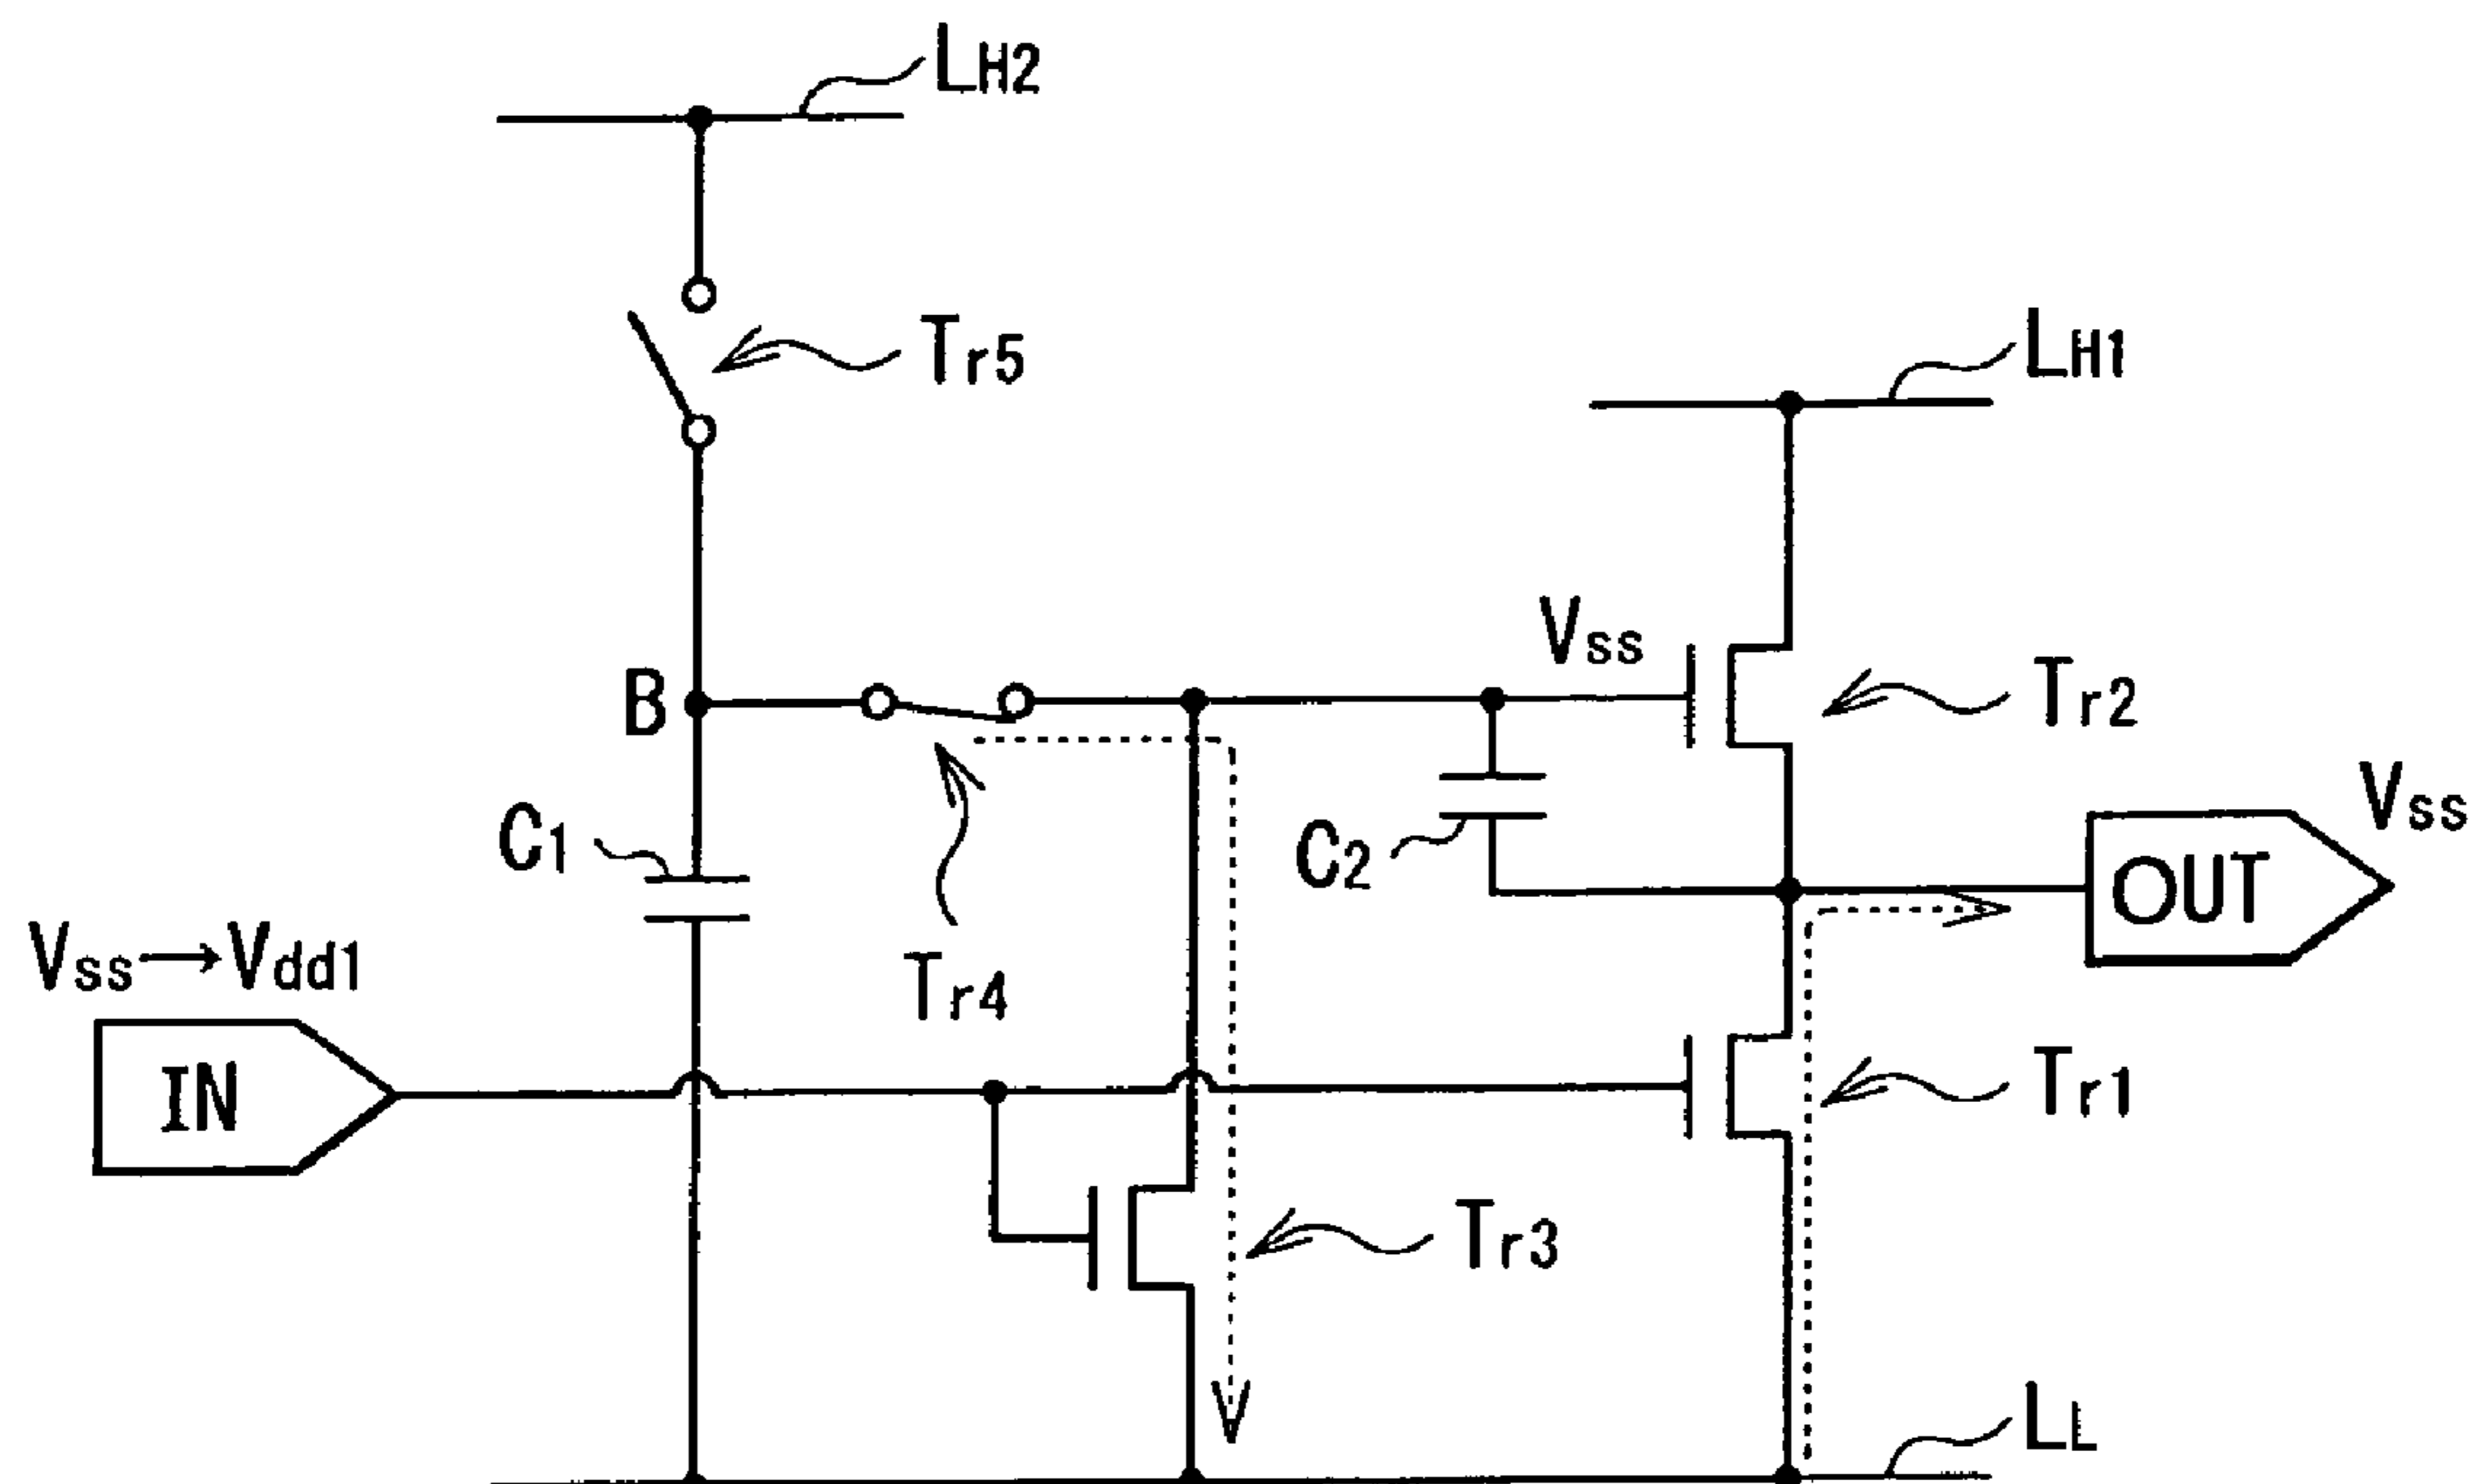 LH2
Tr5
LH1
Vss
B
Tr2
C1
C2
Vss
OUT
Vss→Vdd1
Tr4
IN
Tr1
Tr3
LL